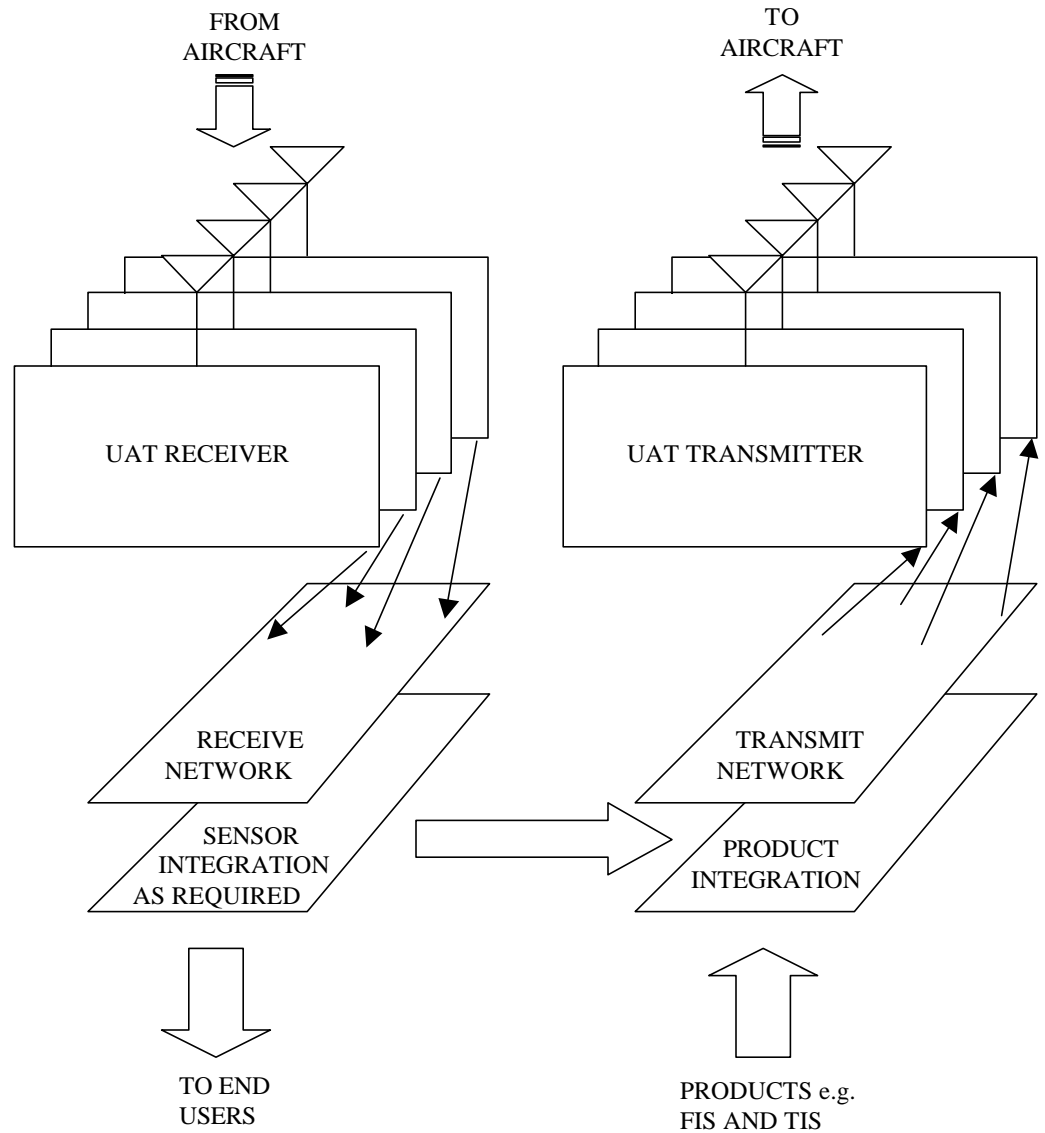 FROM
AIRCRAFT
TO
AIRCRAFT
UAT RECEIVER
UAT TRANSMITTER
RECEIVE
NETWORK
TRANSMIT
NETWORK
SENSOR
INTEGRATION
AS REQUIRED
PRODUCT
INTEGRATION
TO END
USERS
PRODUCTS e.g.
FIS AND TIS